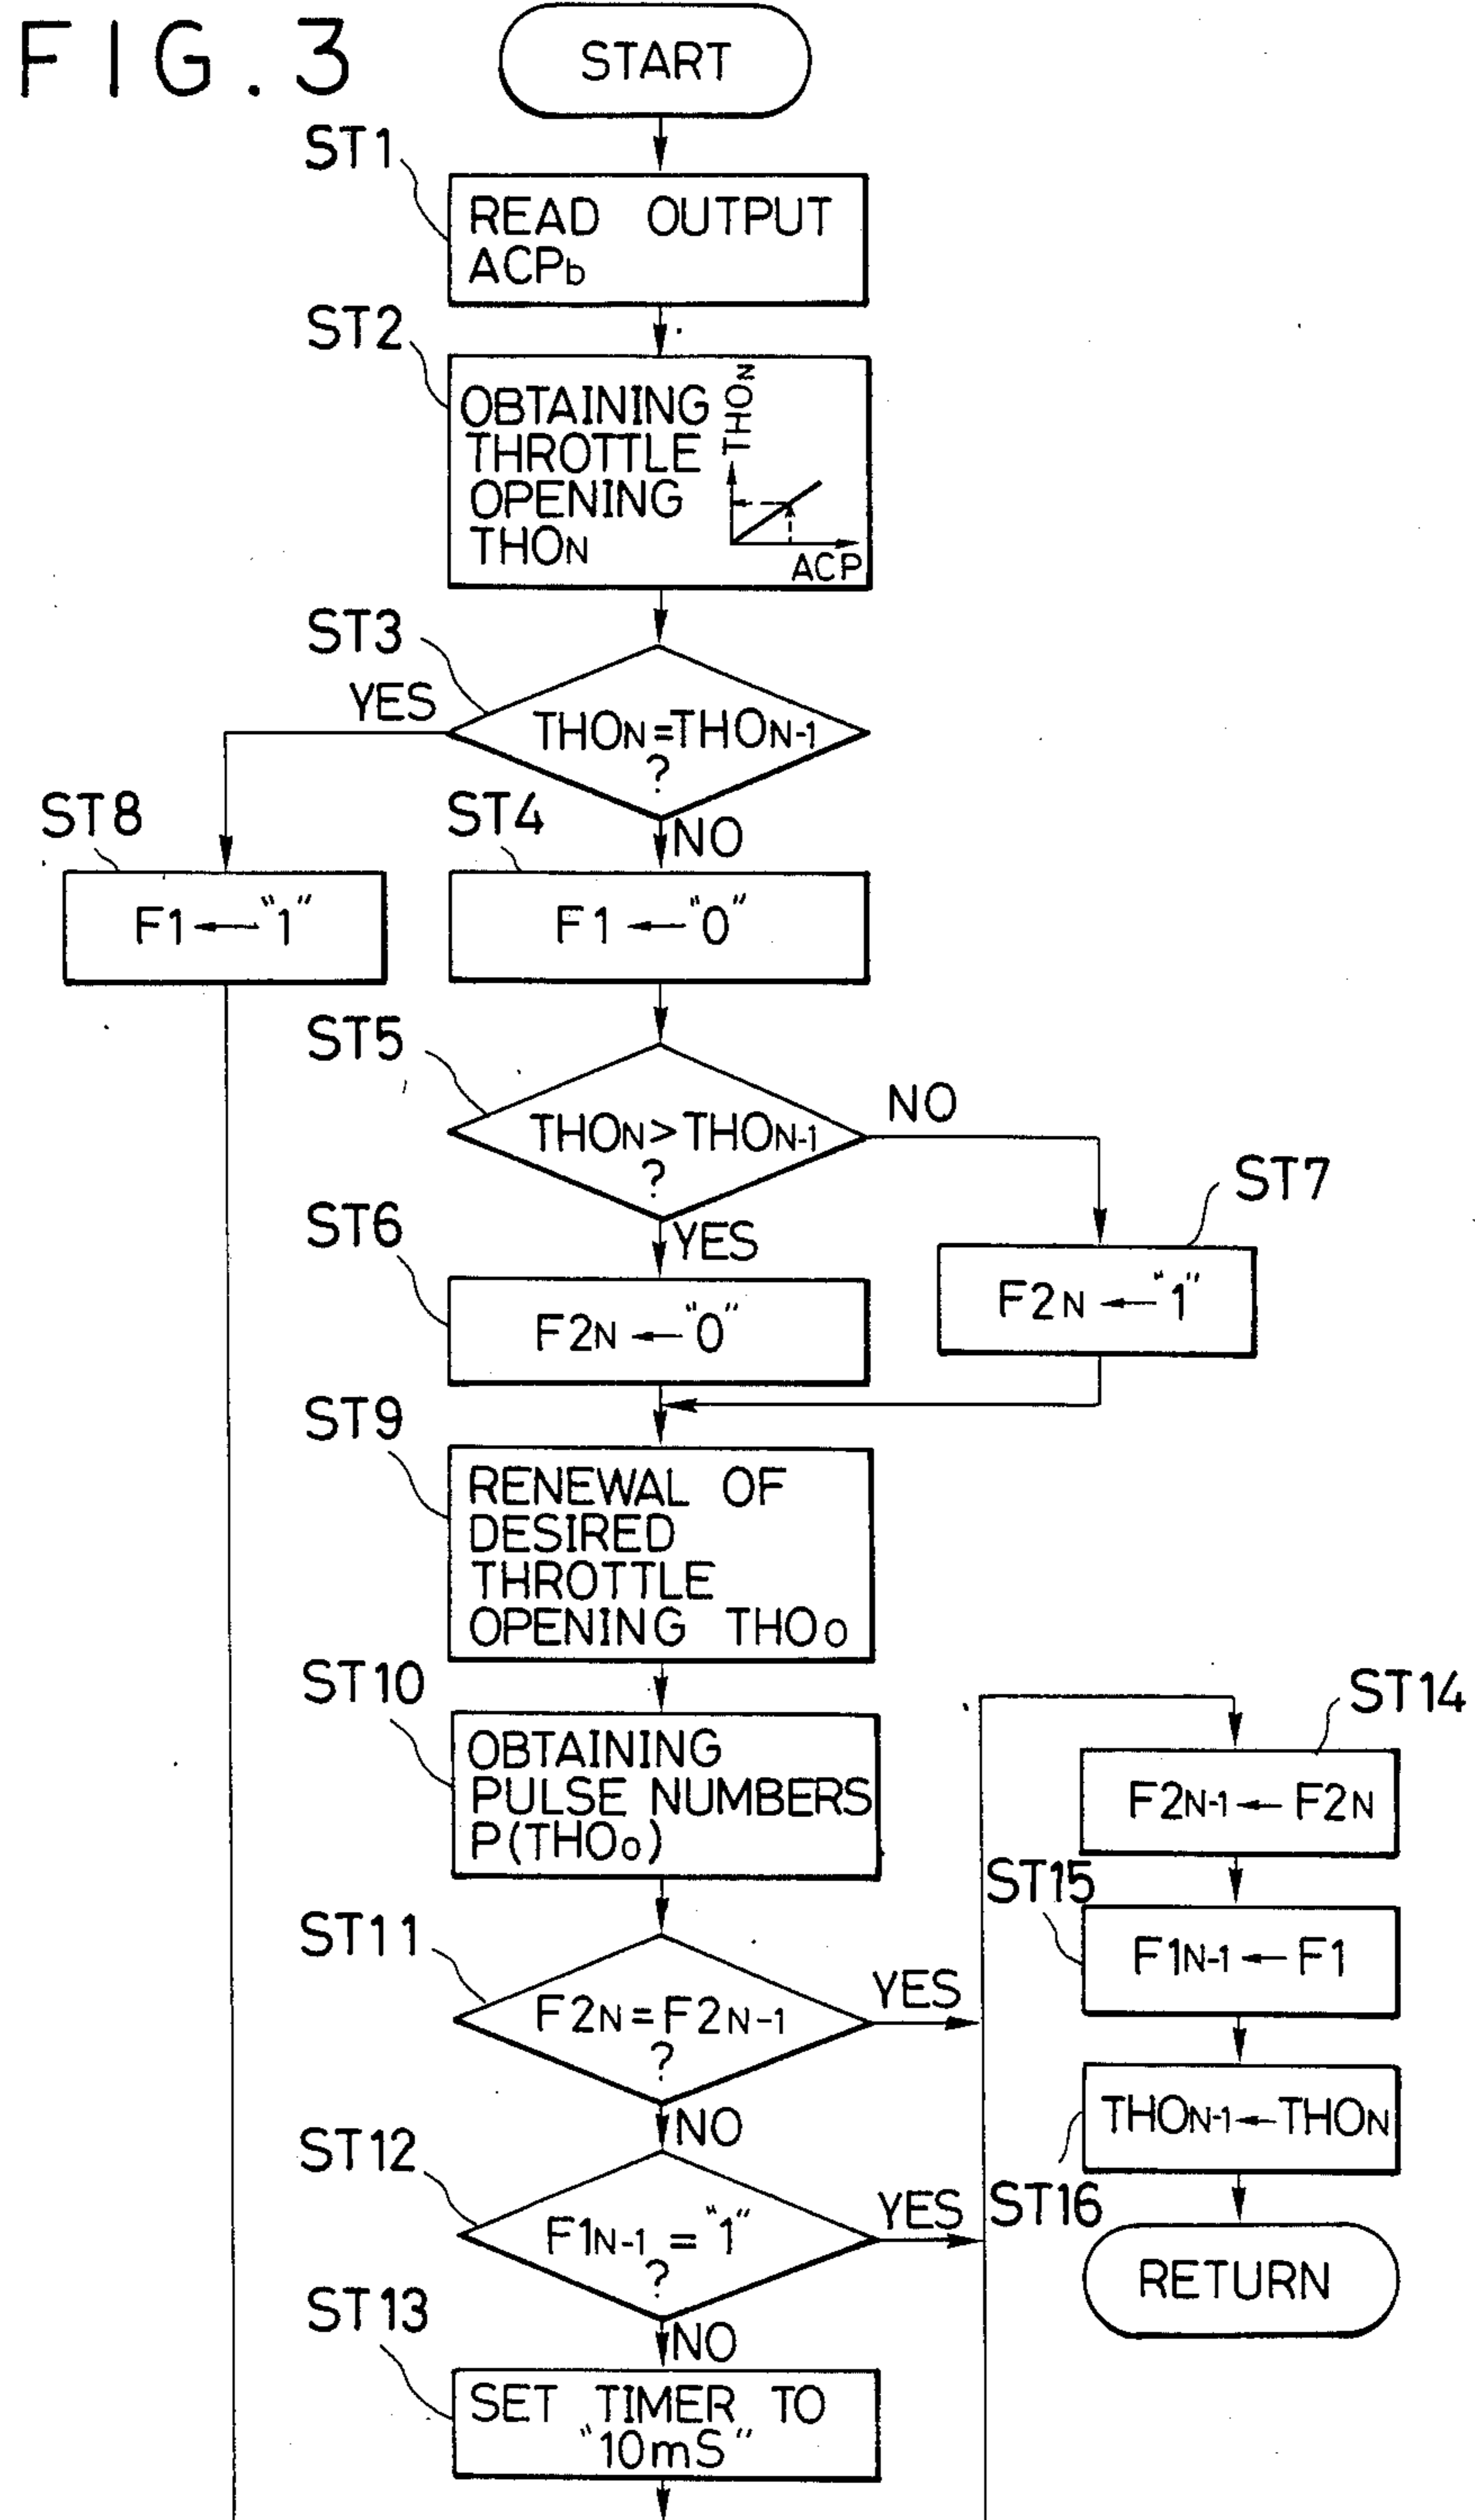 FIG.3
START
ST1
READ OUTPUT
ACPb
ST2
OBTAINING
THROTTLE
OPENING
THON
THON
ACP
ST3
YES
THON=THON-1
?
NO
ST8
F1←"1"
ST4
F1←"0"
ST5
THON>THON-1
?
NO
YES
ST7
F2N←"1"
ST6
F2N←"0"
ST9
RENEWAL OF
DESIRED
THROTTLE
OPENING THOO
ST10
OBTAINING
PULSE NUMBERS
P(THOO)
ST11
F2N=F2N-1
?
YES
NO
ST12
F1N-1="1"
?
YES
NO
ST13
SET TIMER TO
"10mS"
ST14
F2N-1←F2N
ST15
F1N-1←F1
THON-1←THON
ST16
RETURN